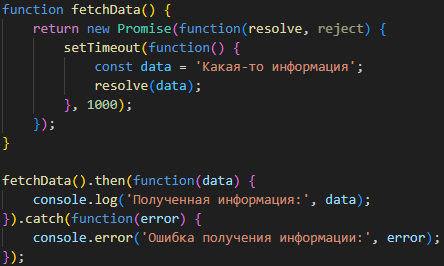 function fetchData() {
    return new Promise(function(resolve, reject) {
        setTimeout(function() {
            const data = 'Какая-то информация';
            resolve(data);
        }, 1000);
    });
}

fetchData().then(function(data) {
    console.log('Полученная информация:', data);
}).catch(function(error) {
    console.error('Ошибка получения информации:', error);
});